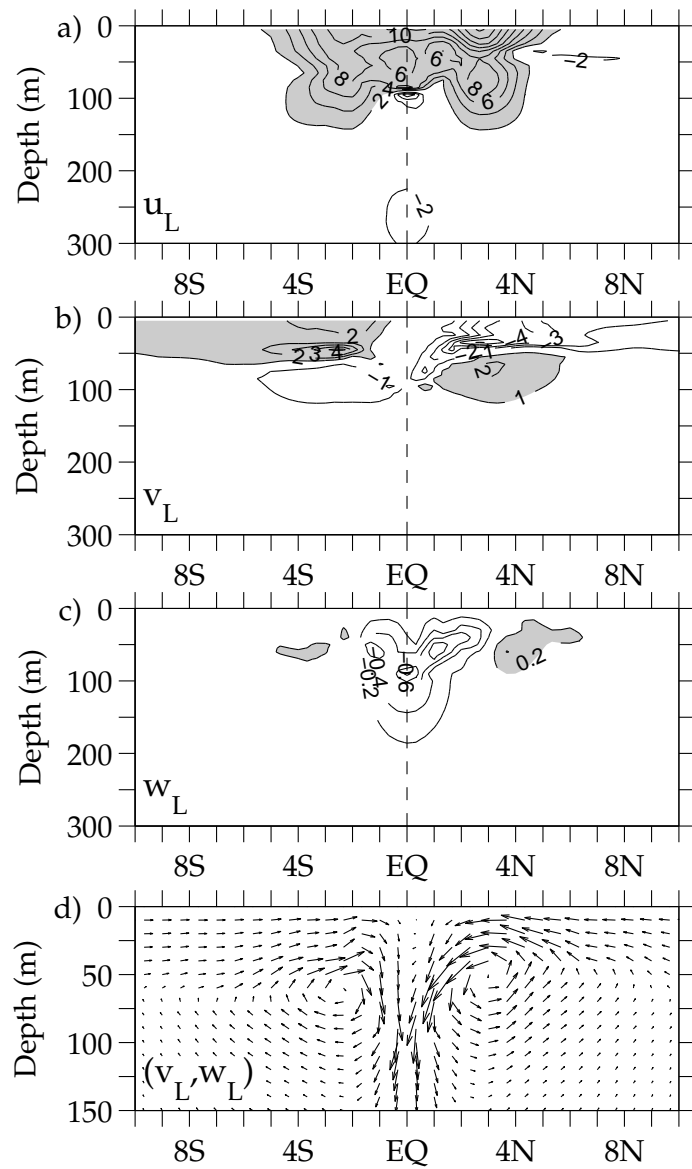 a)
0
100
200
300
Depth (m)
10
8
6
6
4
2
8
6
−2
−2
u_L
8S 4S EQ 4N 8N
b)
0
100
200
300
Depth (m)
2
2 3 4
−1
−2 −1
−4 −3
2
1
v_L
8S 4S EQ 4N 8N
c)
0
100
200
300
Depth (m)
−0.2
−0.4
−0.6
0.2
w_L
8S 4S EQ 4N 8N
d)
0
50
100
150
Depth (m)
(v_L,w_L)
8S 4S EQ 4N 8N